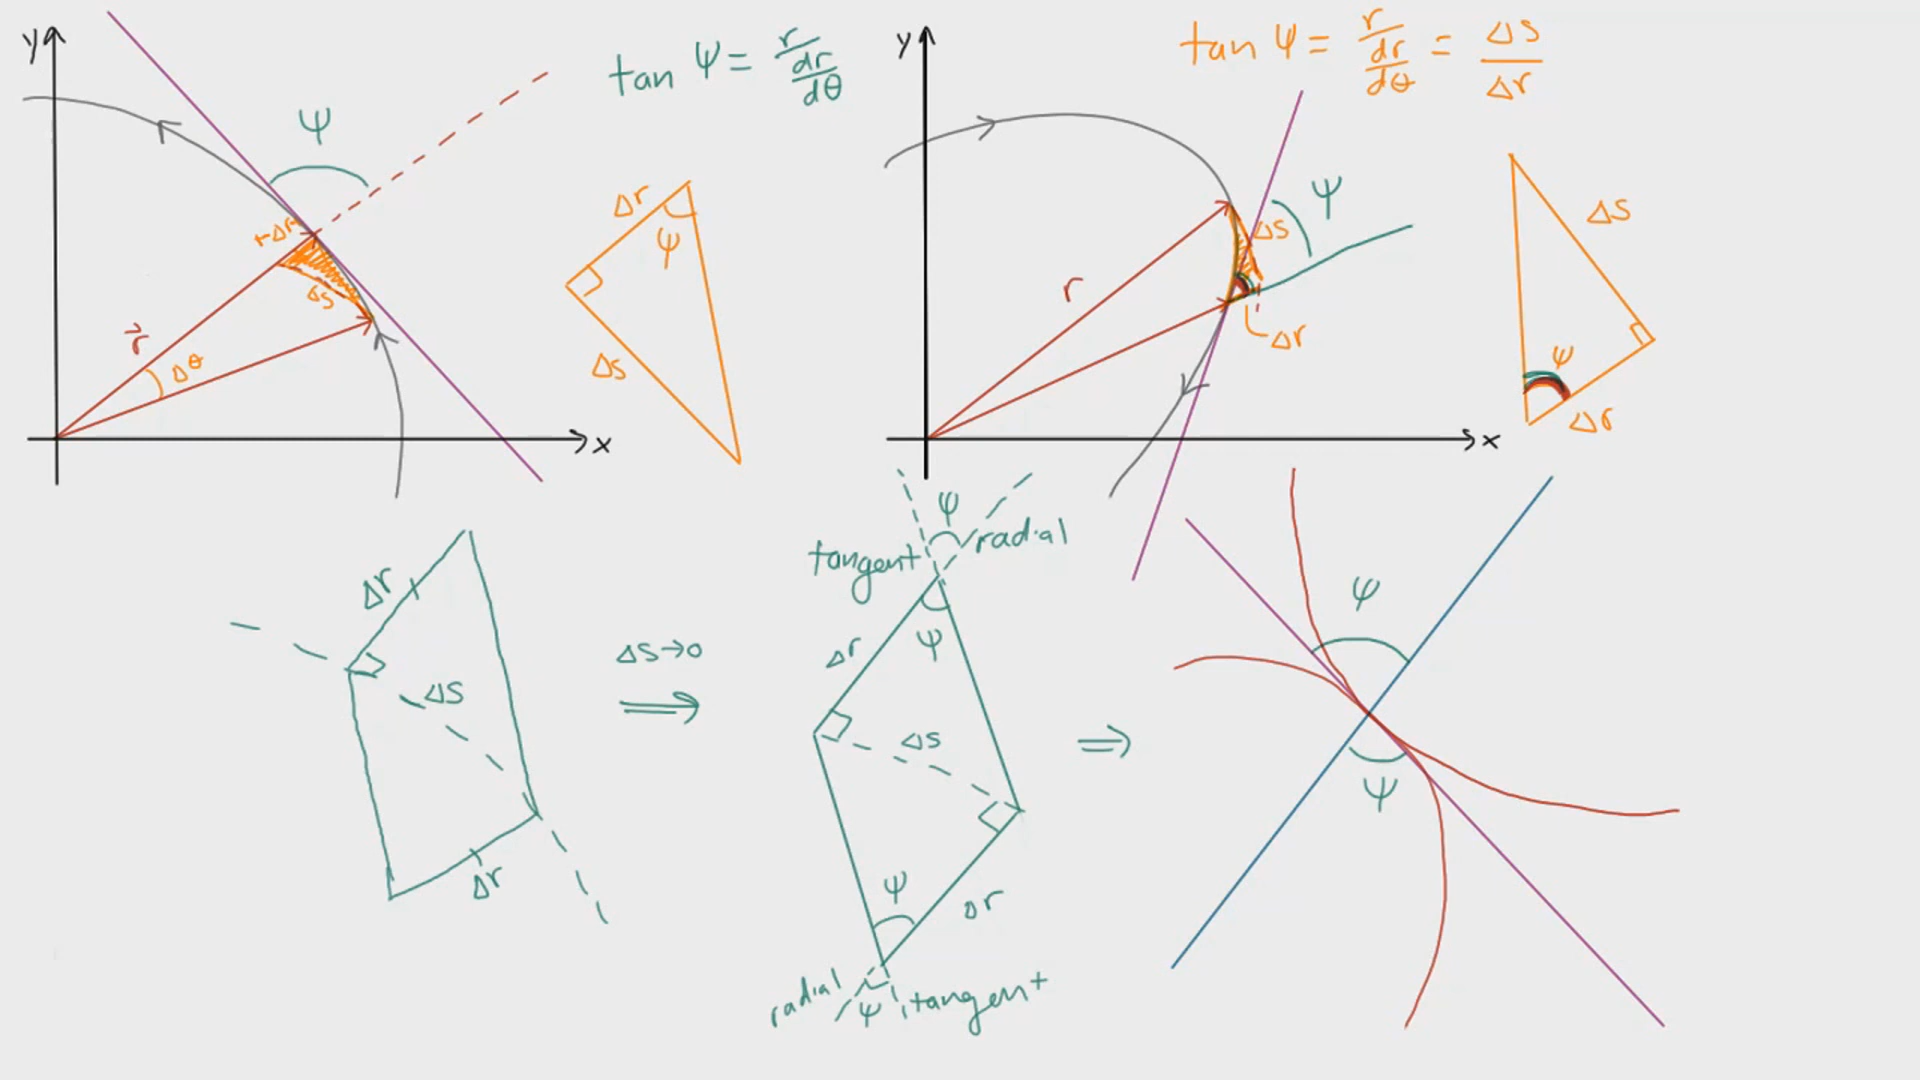 y
tan ψ = r/(dr/dθ)
ψ
Δr
ψ
Δs
Δr
Δs
r⃗
Δθ
x
y
tan ψ = r/(dr/dθ) = Δs/Δr
ψ
Δs
r
Δr
x
Δs
ψ
Δr
Δr
Δs
Δr
Δs→0
⇒
ψ
tangent
radial
Δr
ψ
Δs
ψ
Δr
radial
ψ
tangent
⇒
ψ
ψ